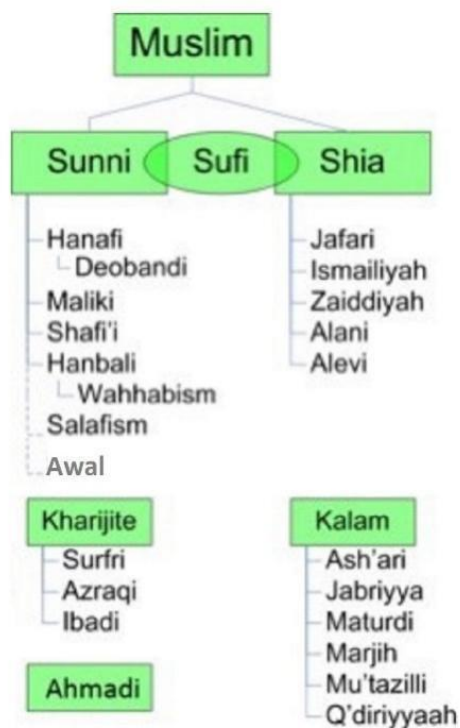 Muslim
Sunni
Sufi
Shia
Hanafi
Deobandi
Maliki
Shafi'i
Hanbali
Wahhabism
Salafism
Awal
Jafari
Ismailiyah
Zaiddiyah
Alani
Alevi
Kharijite
Surfri
Azraqi
Ibadi
Ahmadi
Kalam
Ash'ari
Jabriyya
Maturdi
Marjih
Mu'tazilli
Q'diriyyaah